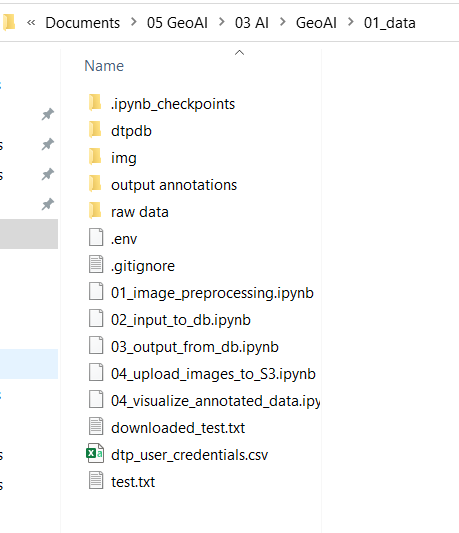 « Documents > 05 GeoAI > 03 AI > GeoAI > 01_data
Name
.ipynb_checkpoints
dtpdb
img
output annotations
raw data
.env
.gitignore
01_image_preprocessing.ipynb
02_input_to_db.ipynb
03_output_from_db.ipynb
04_upload_images_to_S3.ipynb
04_visualize_annotated_data.ipy
downloaded_test.txt
dtp_user_credentials.csv
test.txt